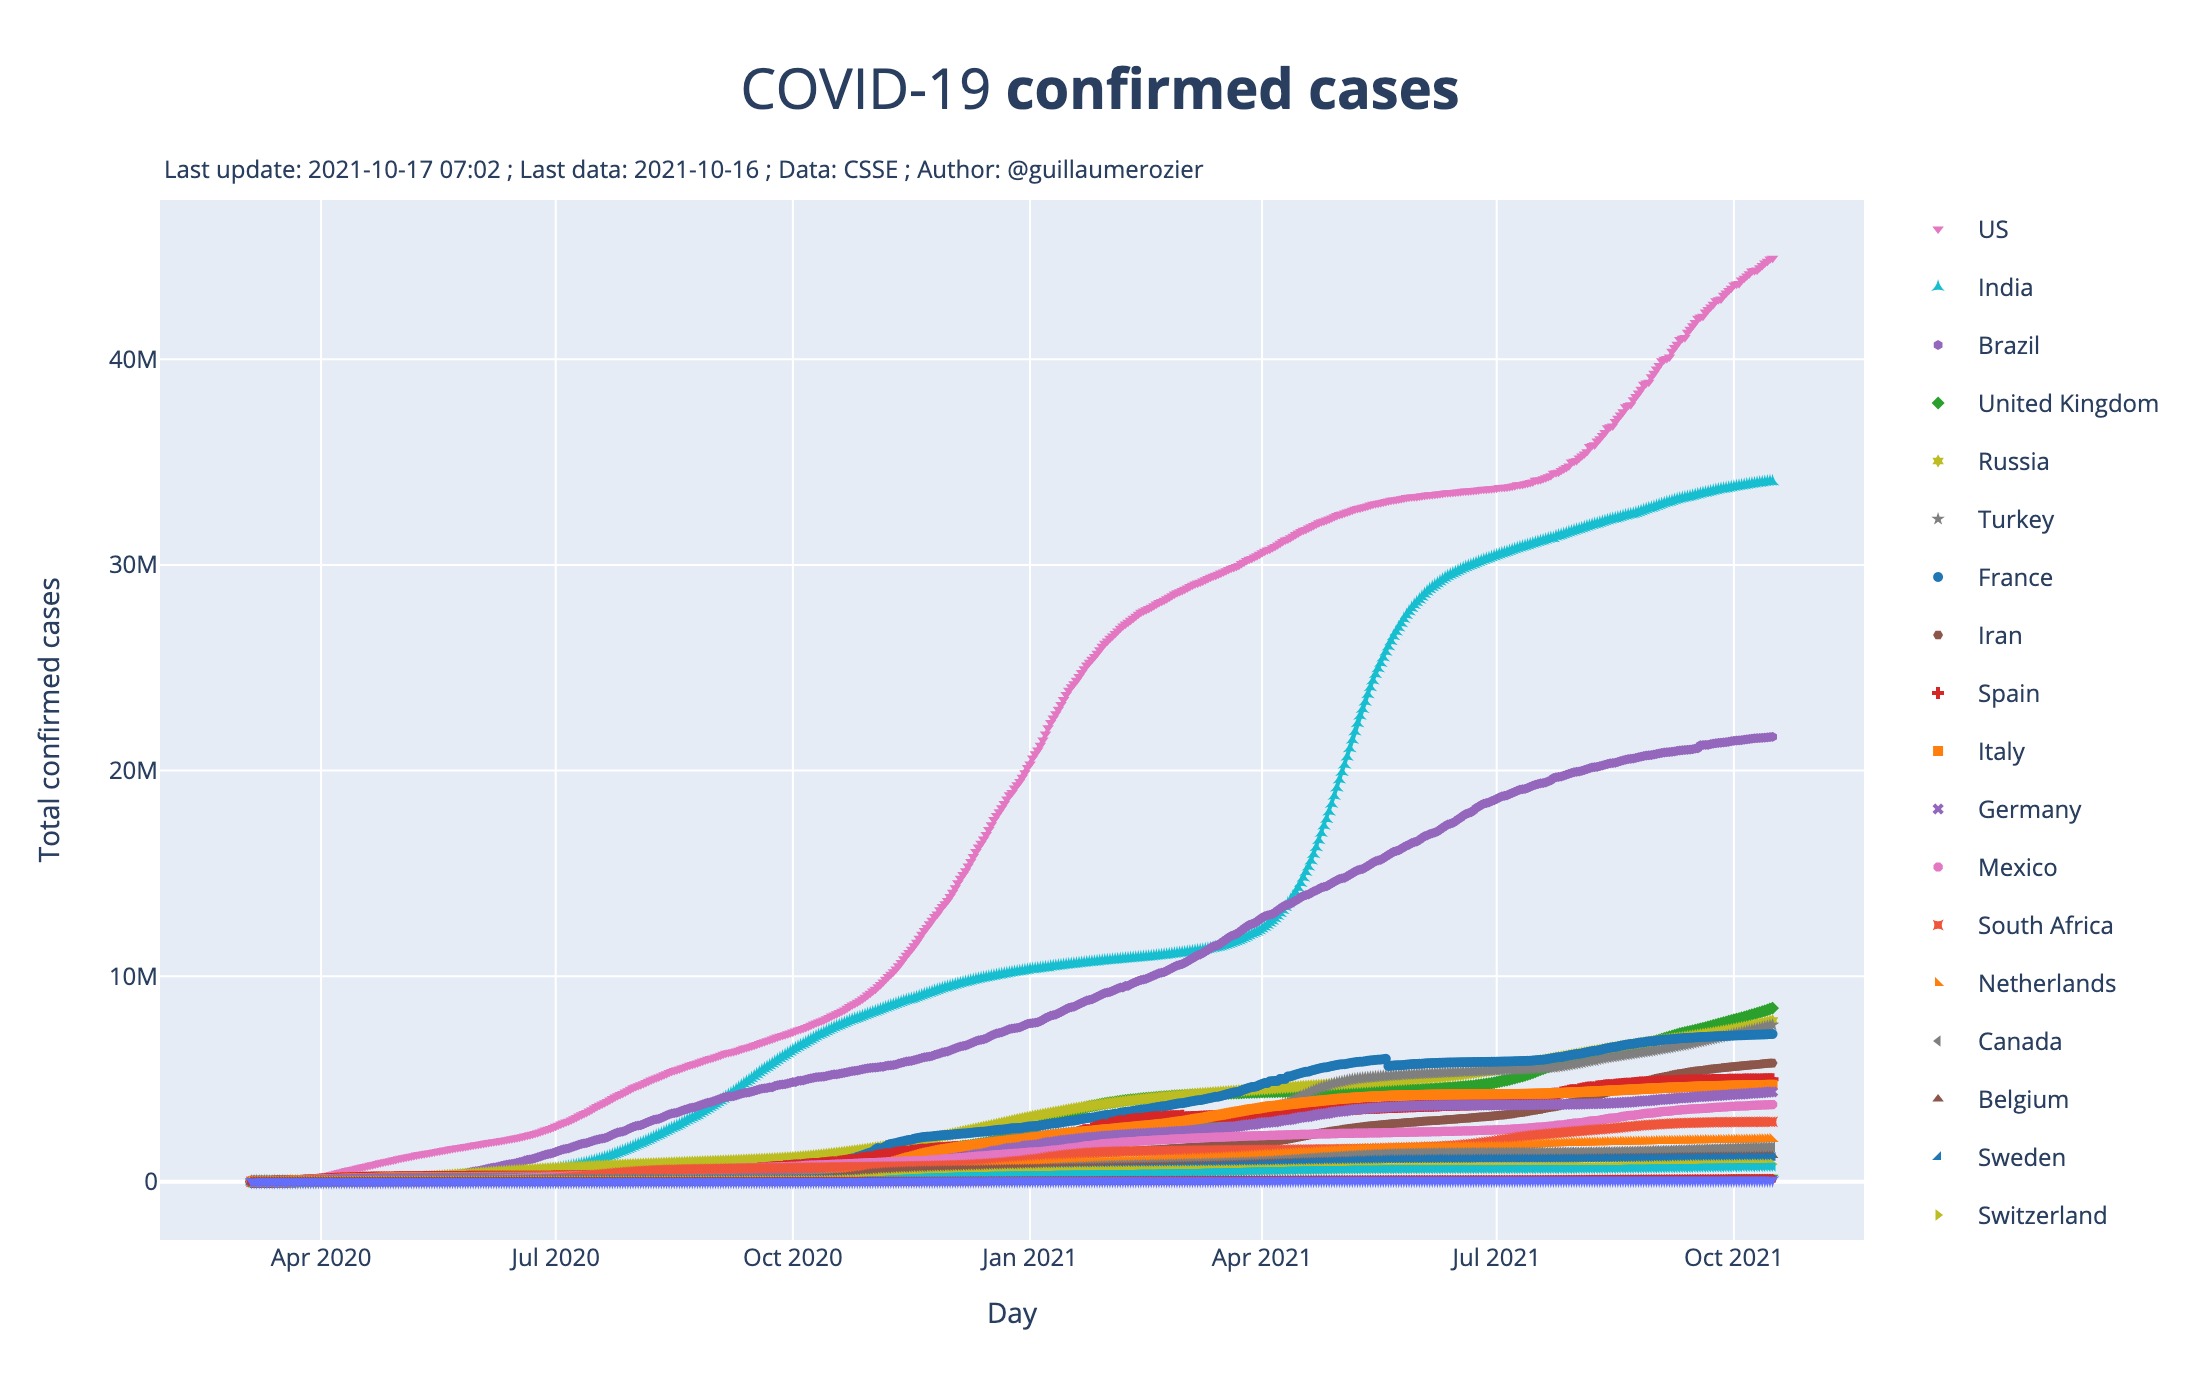 COVID-19 confirmed cases
Last update: 2021-10-17 07:02 ; Last data: 2021-10-16 ; Data: CSSE ; Author: @guillaumerozier
Total confirmed cases
40M
30M
20M
10M
0
Apr 2020
Jul 2020
Oct 2020
Jan 2021
Apr 2021
Jul 2021
Oct 2021
Day
US
India
Brazil
United Kingdom
Russia
Turkey
France
Iran
Spain
Italy
Germany
Mexico
South Africa
Netherlands
Canada
Belgium
Sweden
Switzerland